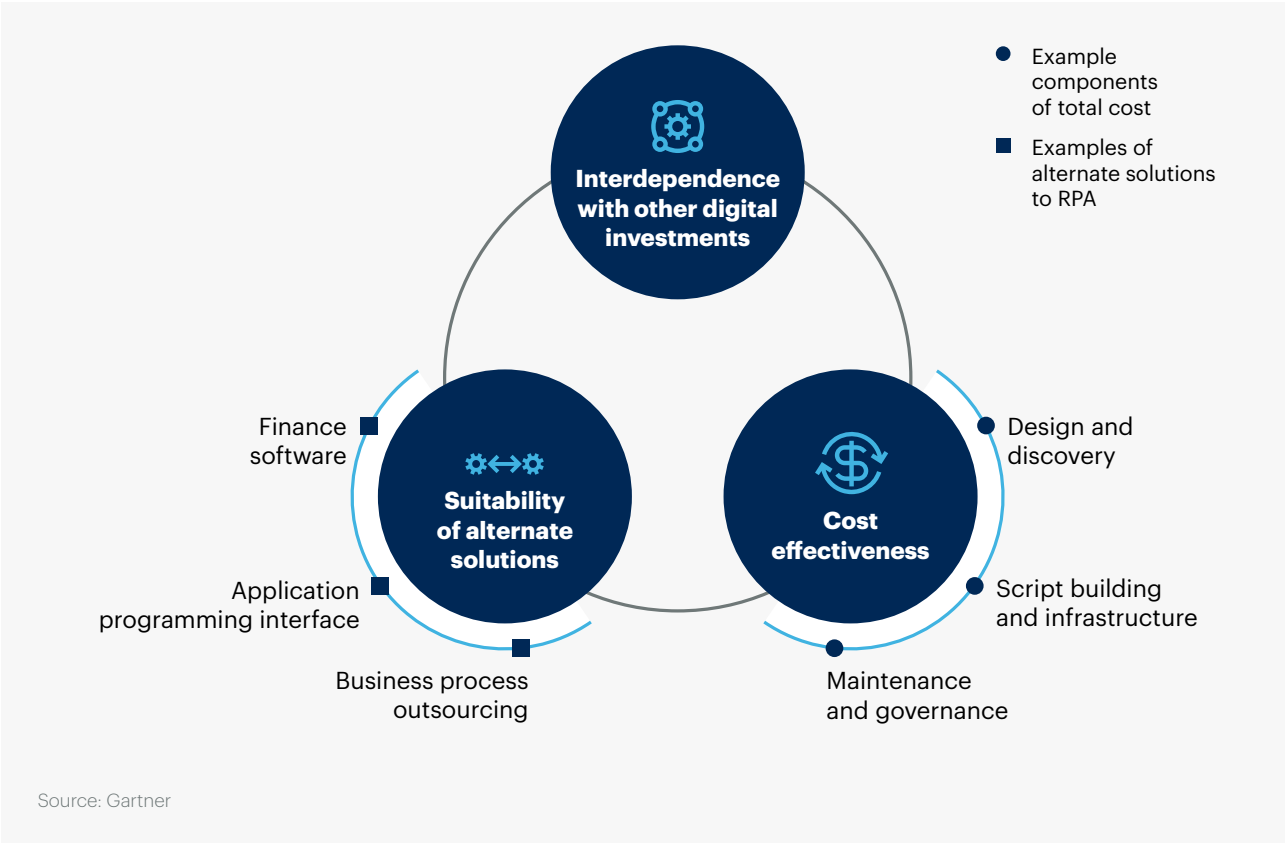 Example
components
of total cost
Examples of
alternate solutions
to RPA
Interdependence
with other digital
investments
Finance
software
Suitability
of alternate
solutions
Application
programming interface
Business process
outsourcing
Cost
effectiveness
Design and
discovery
Script building
and infrastructure
Maintenance
and governance
Source: Gartner